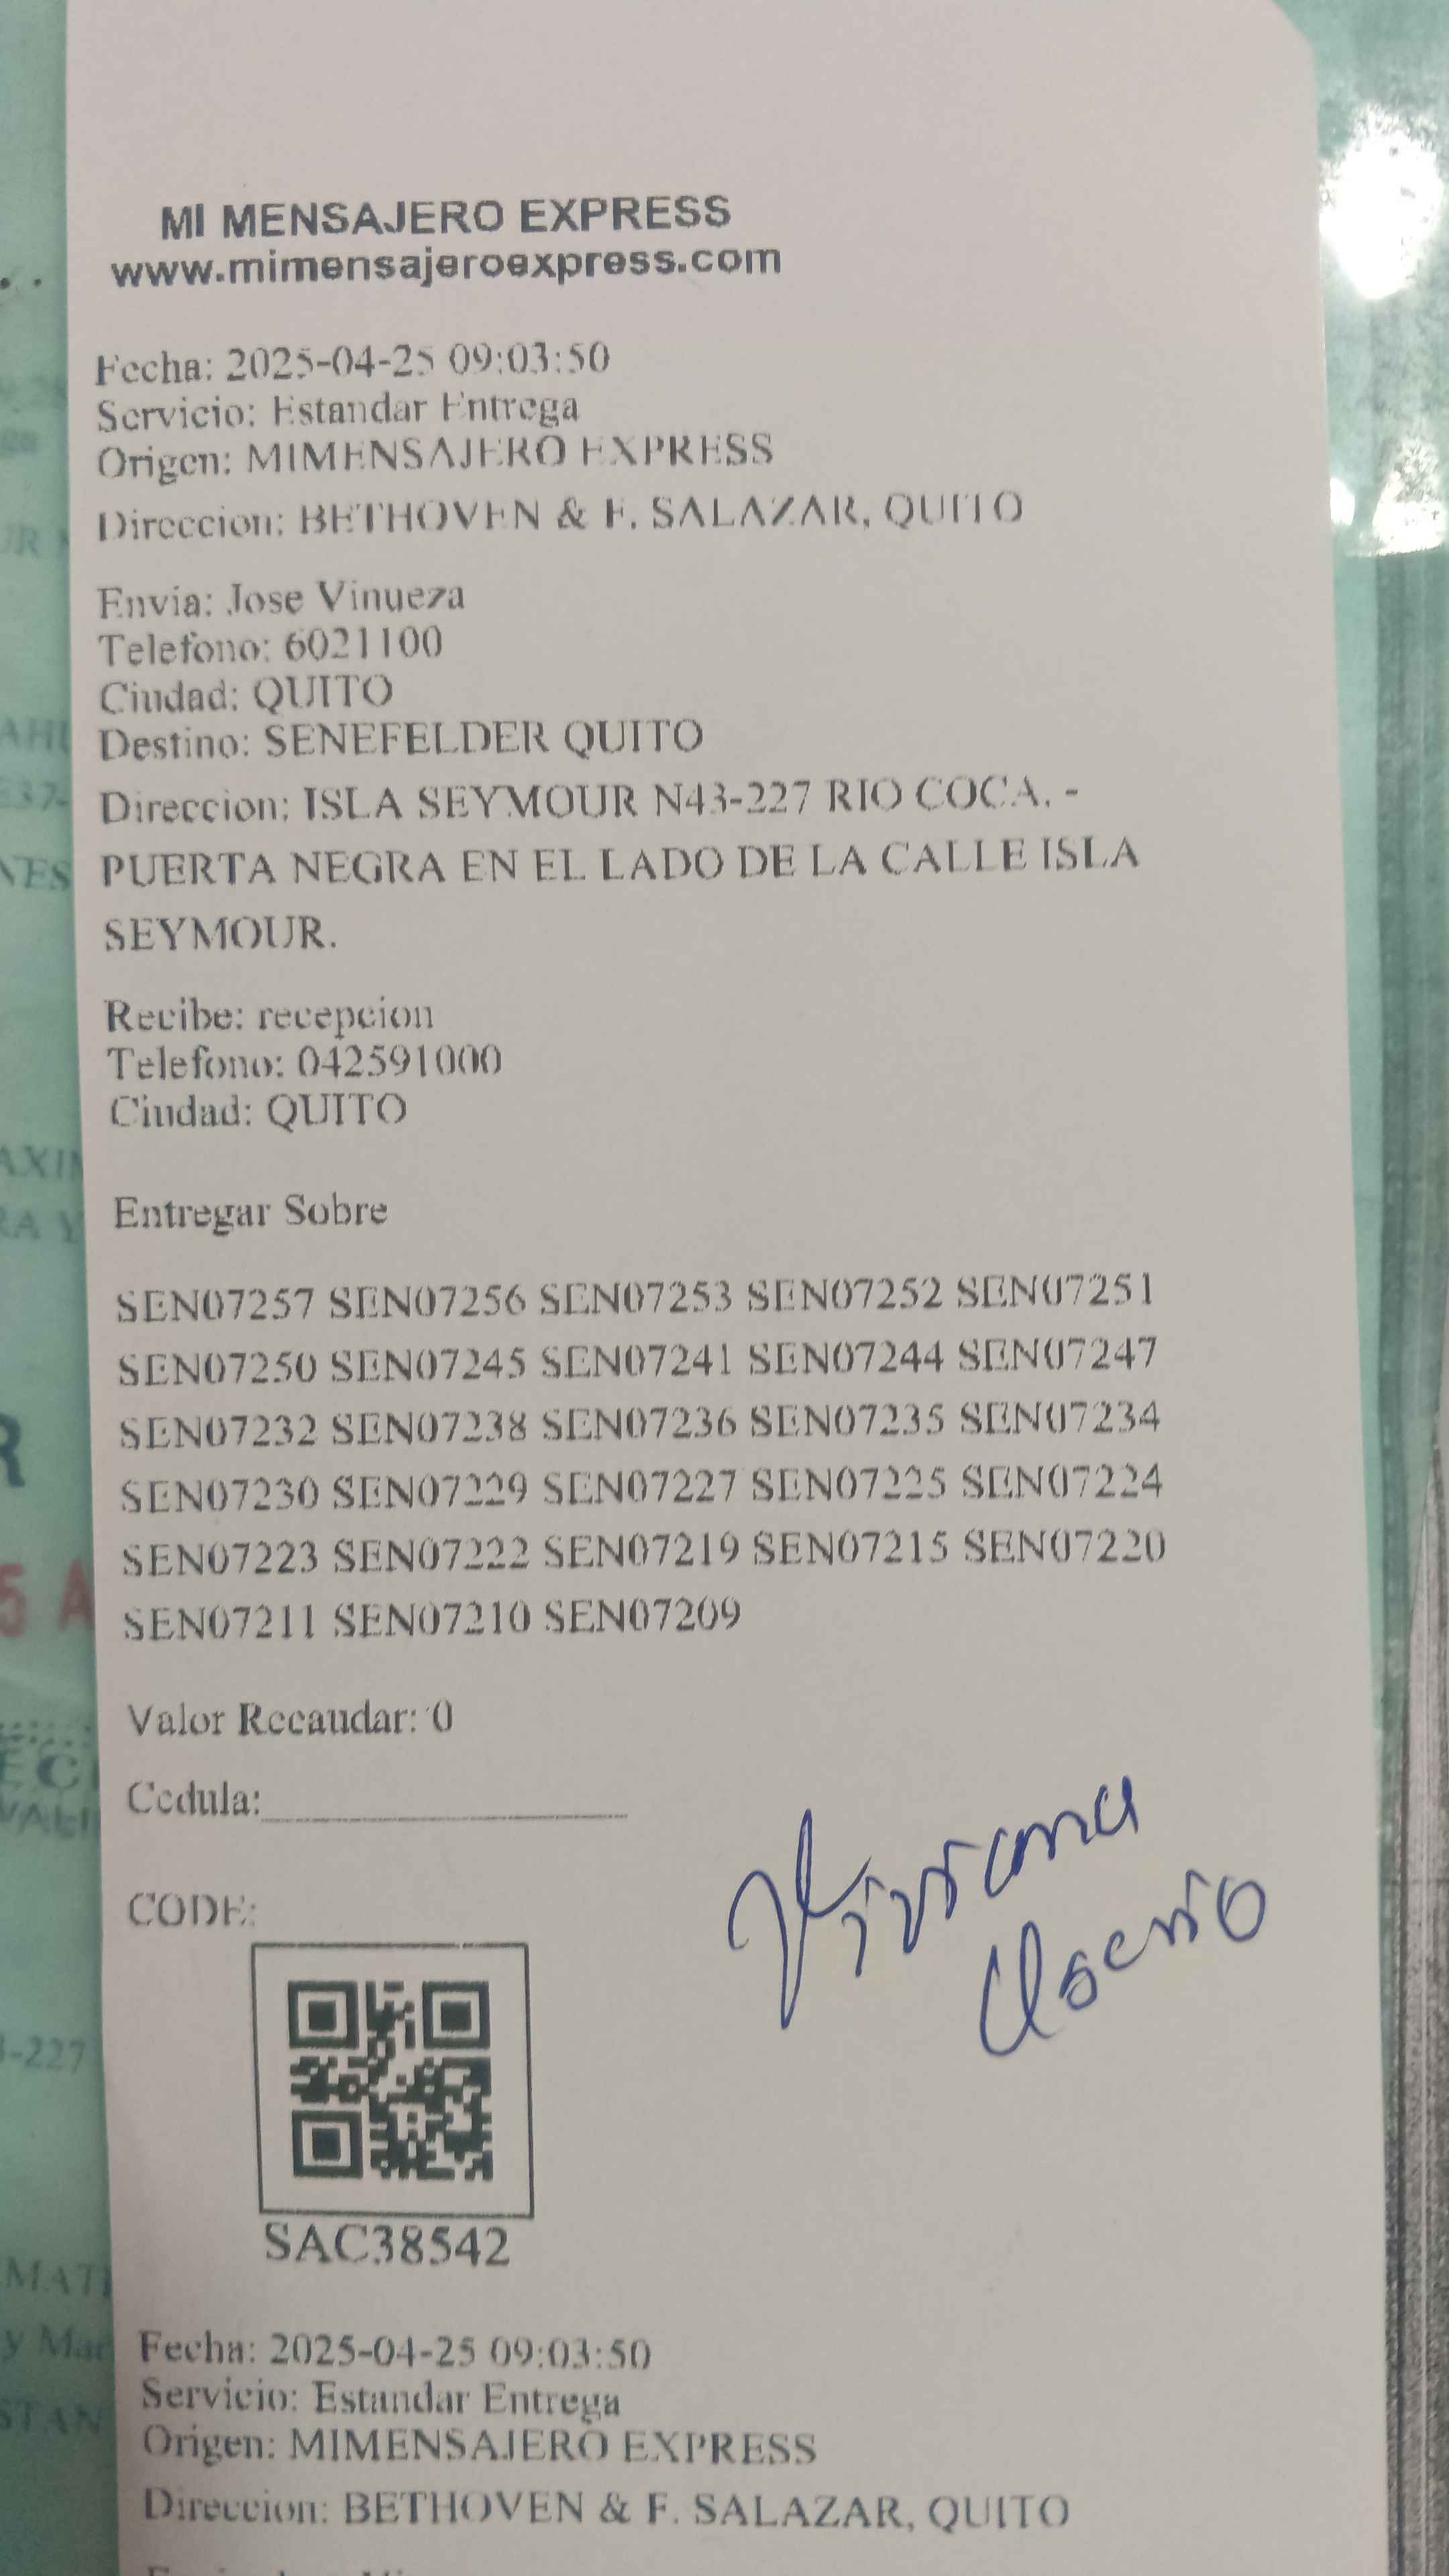 MI MENSAJERO EXPRESS
www.mimensajeroexpress.com
Fecha: 2025-04-25 09:03:50
Servicio: Estandar Entrega
Origen: MIMENSAJERO EXPRESS
Direccion: BETHOVEN & F. SALAZAR, QUITO
Envia: Jose Vinueza
Telefono: 6021100
Ciudad: QUITO
Destino: SENEFELDER QUITO
Direccion: ISLA SEYMOUR N43-227 RIO COCA. -
PUERTA NEGRA EN EL LADO DE LA CALLE ISLA
SEYMOUR.
Recibe: recepcion
Telefono: 042591000
Ciudad: QUITO
Entregar Sobre
SEN07257 SEN07256 SEN07253 SEN07252 SEN07251
SEN07250 SEN07245 SEN07241 SEN07244 SEN07247
SEN07232 SEN07238 SEN07236 SEN07235 SEN07234
SEN07230 SEN07229 SEN07227 SEN07225 SEN07224
SEN07223 SEN07222 SEN07219 SEN07215 SEN07220
SEN07211 SEN07210 SEN07209
Valor Recaudar: 0
Cedula:
Viviana
CODE:
SAC38542
Fecha: 2025-04-25 09:03:50
Servicio: Estandar Entrega
Origen: MIMENSAJERO EXPRESS
Direccion: BETHOVEN & F. SALAZAR, QUITO